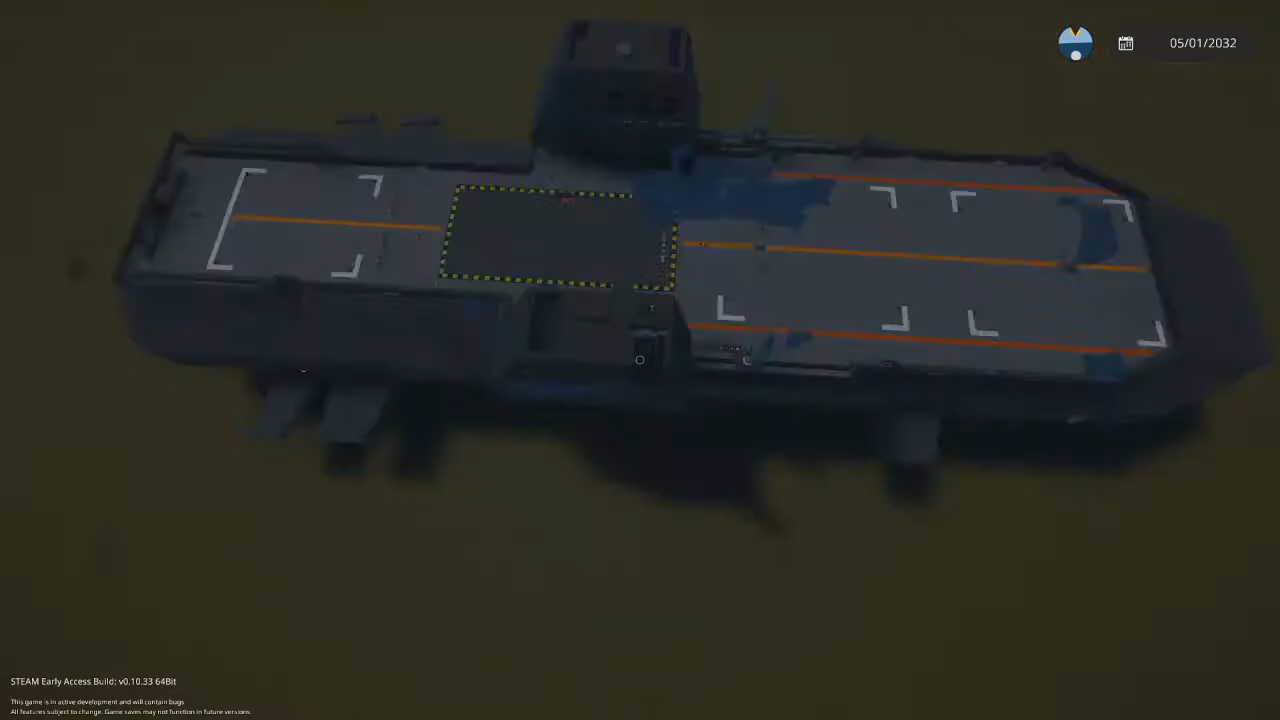 05/01/2032
STEAM Early Access Build: v0.10.33 64Bit
This game is in active development and will contain bugs
All features subject to change. Game saves may not function in future versions